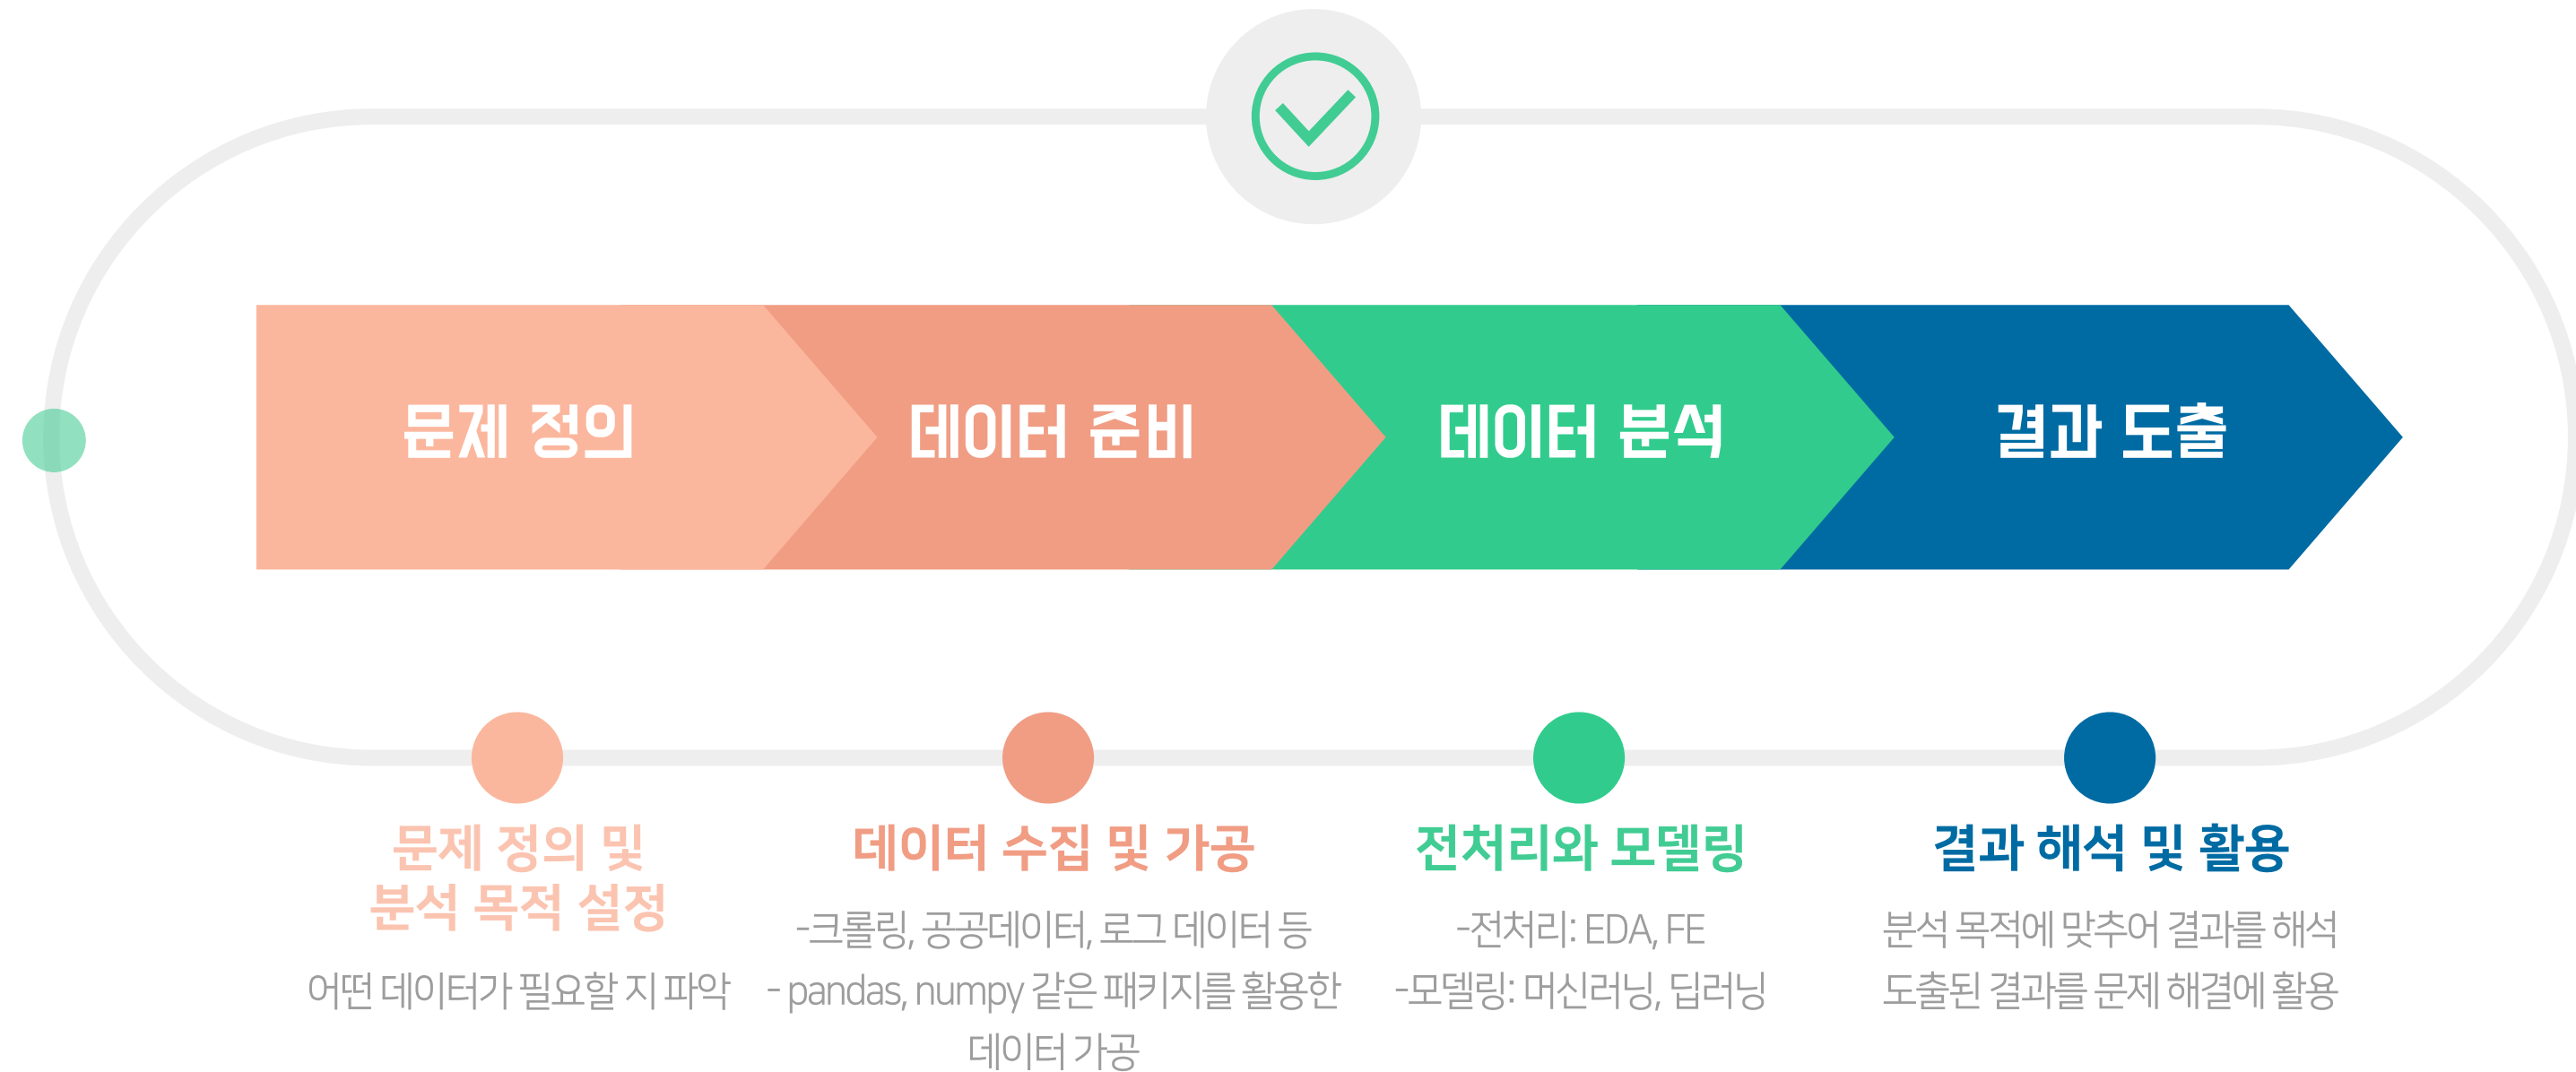 문제 정의
데이터 준비
데이터 분석
결과 도출
문제 정의 및
분석 목적 설정
어떤 데이터가 필요할 지 파악
데이터 수집 및 가공
-크롤링, 공공데이터, 로그 데이터 등
- pandas, numpy 같은 패키지를 활용한
데이터 가공
전처리와 모델링
-전처리: EDA, FE
-모델링: 머신러닝, 딥러닝
결과 해석 및 활용
분석 목적에 맞추어 결과를 해석
도출된 결과를 문제 해결에 활용